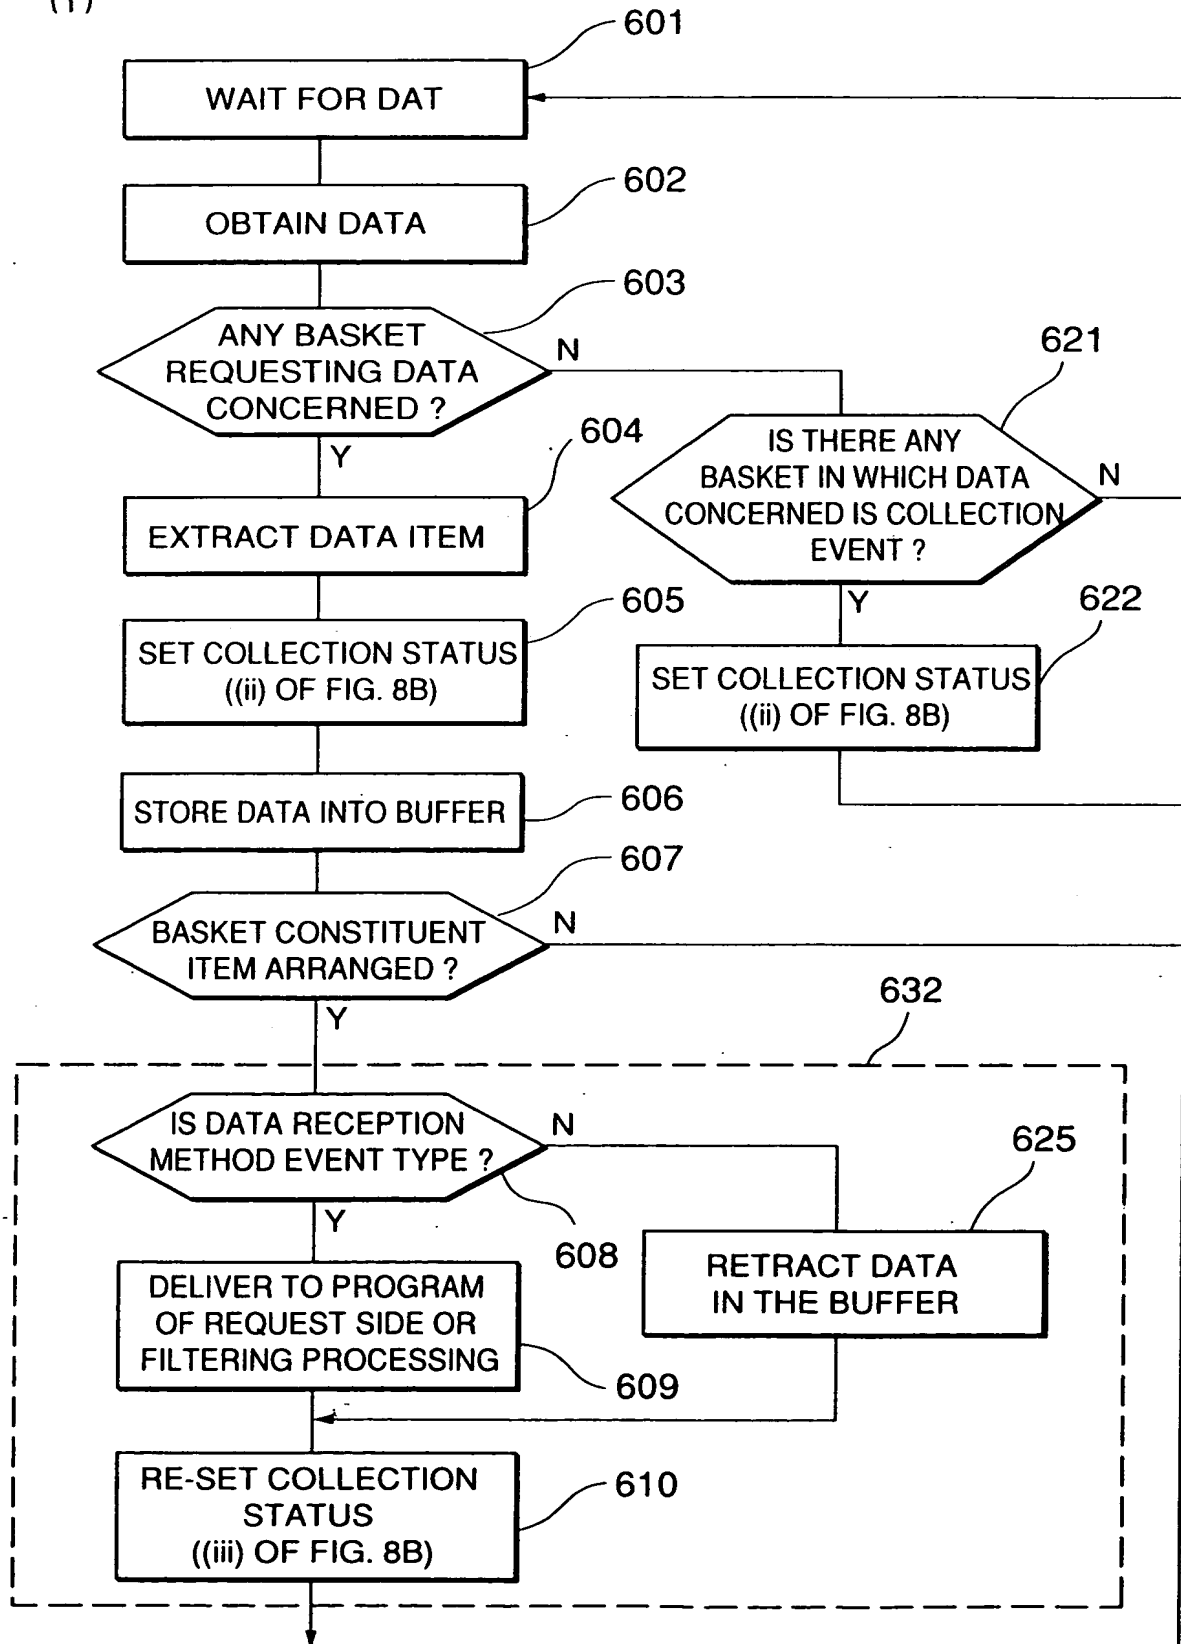 (Y)
601
WAIT FOR DAT
602
OBTAIN DATA
603
ANY BASKET
REQUESTING DATA
CONCERNED ?
N
Y
621
IS THERE ANY
BASKET IN WHICH DATA
CONCERNED IS COLLECTION
EVENT ?
N
Y
604
EXTRACT DATA ITEM
605
SET COLLECTION STATUS
((ii) OF FIG. 8B)
622
SET COLLECTION STATUS
((ii) OF FIG. 8B)
606
STORE DATA INTO BUFFER
607
BASKET CONSTITUENT
ITEM ARRANGED ?
N
Y
632
IS DATA RECEPTION
METHOD EVENT TYPE ?
N
Y
608
625
RETRACT DATA
IN THE BUFFER
DELIVER TO PROGRAM
OF REQUEST SIDE OR
FILTERING PROCESSING
609
RE-SET COLLECTION
STATUS
((iii) OF FIG. 8B)
610